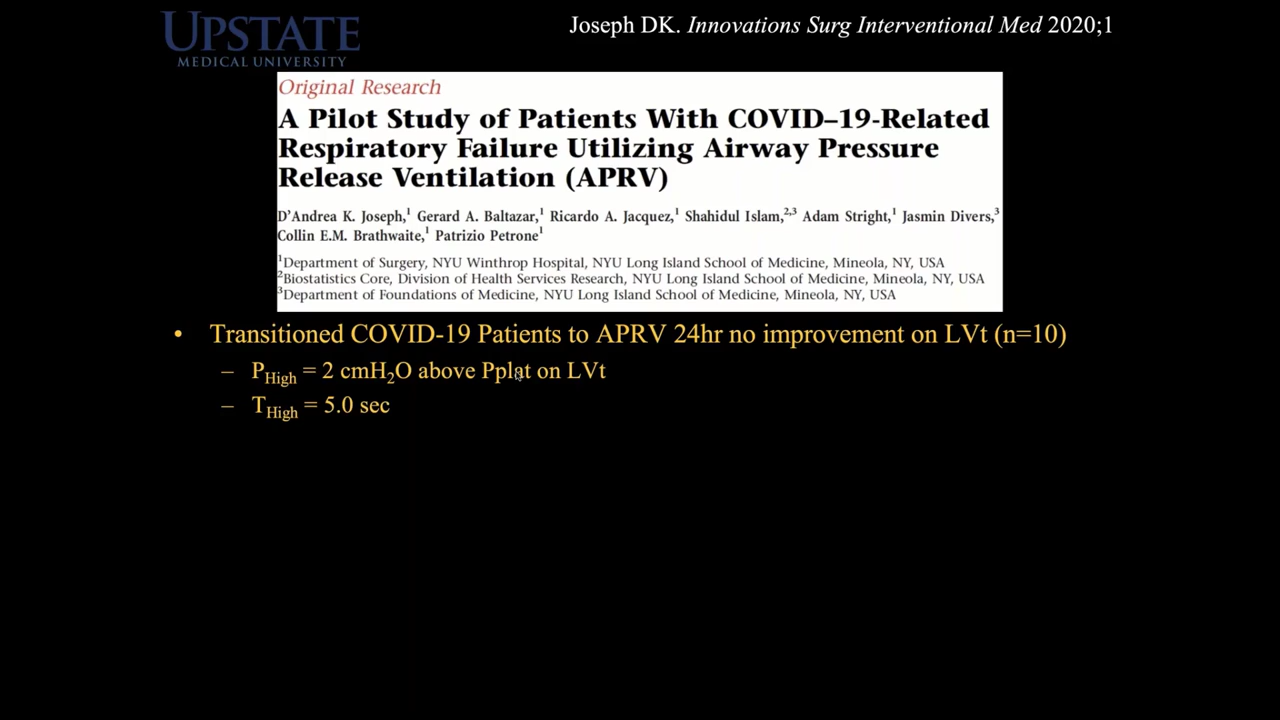 UPSTATE
MEDICAL UNIVERSITY
Joseph DK. Innovations Surg Interventional Med 2020;1
Original Research
A Pilot Study of Patients With COVID–19-Related
Respiratory Failure Utilizing Airway Pressure
Release Ventilation (APRV)
D'Andrea K. Joseph,¹ Gerard A. Baltazar,¹ Ricardo A. Jacquez,¹ Shahidul Islam,²,³ Adam Stright,¹ Jasmin Divers,³
Collin E.M. Brathwaite,¹ Patrizio Petrone¹
¹Department of Surgery, NYU Winthrop Hospital, NYU Long Island School of Medicine, Mineola, NY, USA
²Biostatistics Core, Division of Health Services Research, NYU Long Island School of Medicine, Mineola, NY, USA
³Department of Foundations of Medicine, NYU Long Island School of Medicine, Mineola, NY, USA
• Transitioned COVID-19 Patients to APRV 24hr no improvement on LVt (n=10)
– PHigh = 2 cmH₂O above Pplat on LVt
– THigh = 5.0 sec